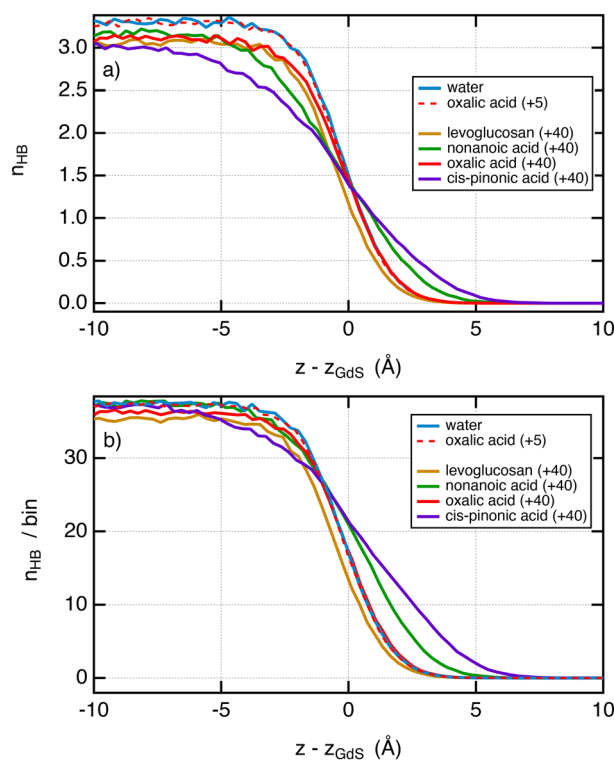 3.0
2.5
2.0
1.5
1.0
0.5
0.0
n_HB
a)
water
oxalic acid (+5)
levoglucosan (+40)
nonanoic acid (+40)
oxalic acid (+40)
cis-pinonic acid (+40)
-10 -5 0 5 10
z - z_GdS (Å)
30
20
10
0
n_HB / bin
b)
water
oxalic acid (+5)
levoglucosan (+40)
nonanoic acid (+40)
oxalic acid (+40)
cis-pinonic acid (+40)
-10 -5 0 5 10
z - z_GdS (Å)